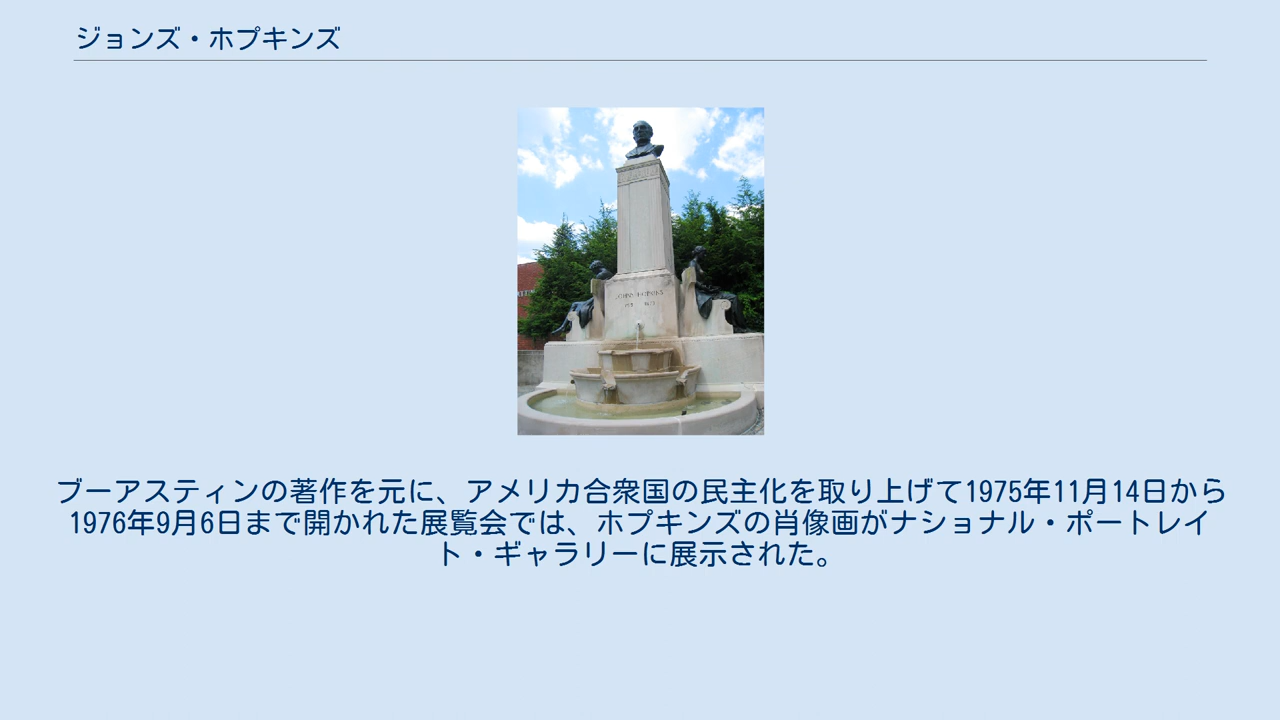 ジョンズ・ホプキンズ
ブーアスティンの著作を元に、アメリカ合衆国の民主化を取り上げて1975年11月14日から
1976年9月6日まで開かれた展覧会では、ホプキンズの肖像画がナショナル・ポートレイ
ト・ギャラリーに展示された。